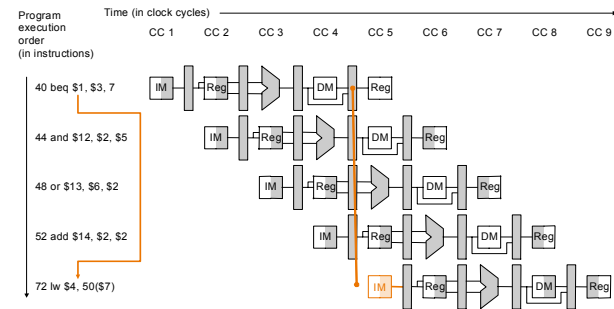 Program
execution
order
(in instructions)
Time (in clock cycles)
CC 1 CC 2 CC 3 CC 4 CC 5 CC 6 CC 7 CC 8 CC 9
40 beq $1, $3, 7
IM Reg DM Reg
44 and $12, $2, $5
IM Reg DM Reg
48 or $13, $6, $2
IM Reg DM Reg
52 add $14, $2, $2
IM Reg DM Reg
72 lw $4, 50($7)
IM Reg DM Reg